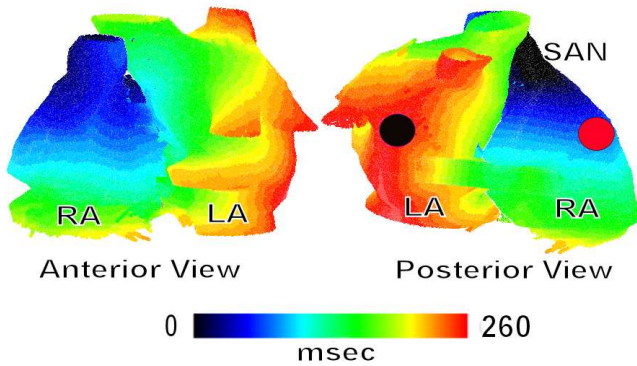 SAN
RA
LA
LA
RA
Anterior View
Posterior View
0
260
msec